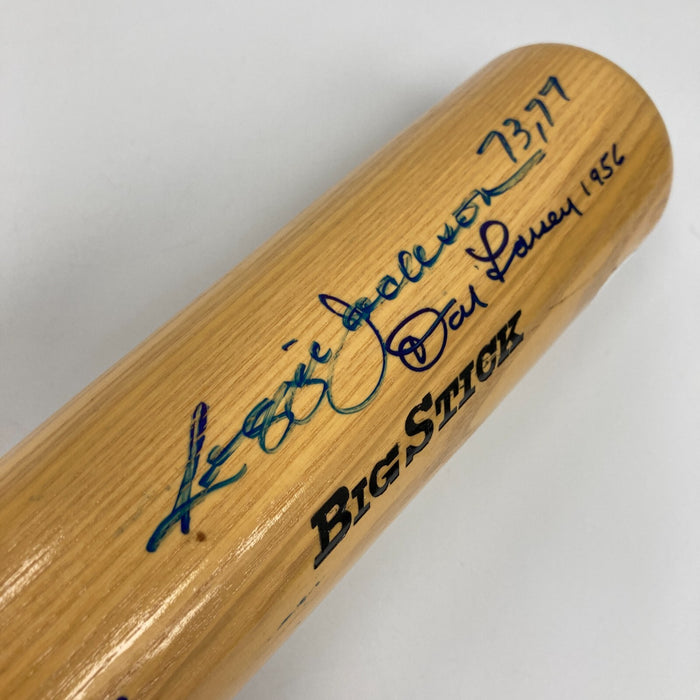 Reggie Jackson 73,77
Don Larsen 1956
BIG STICK